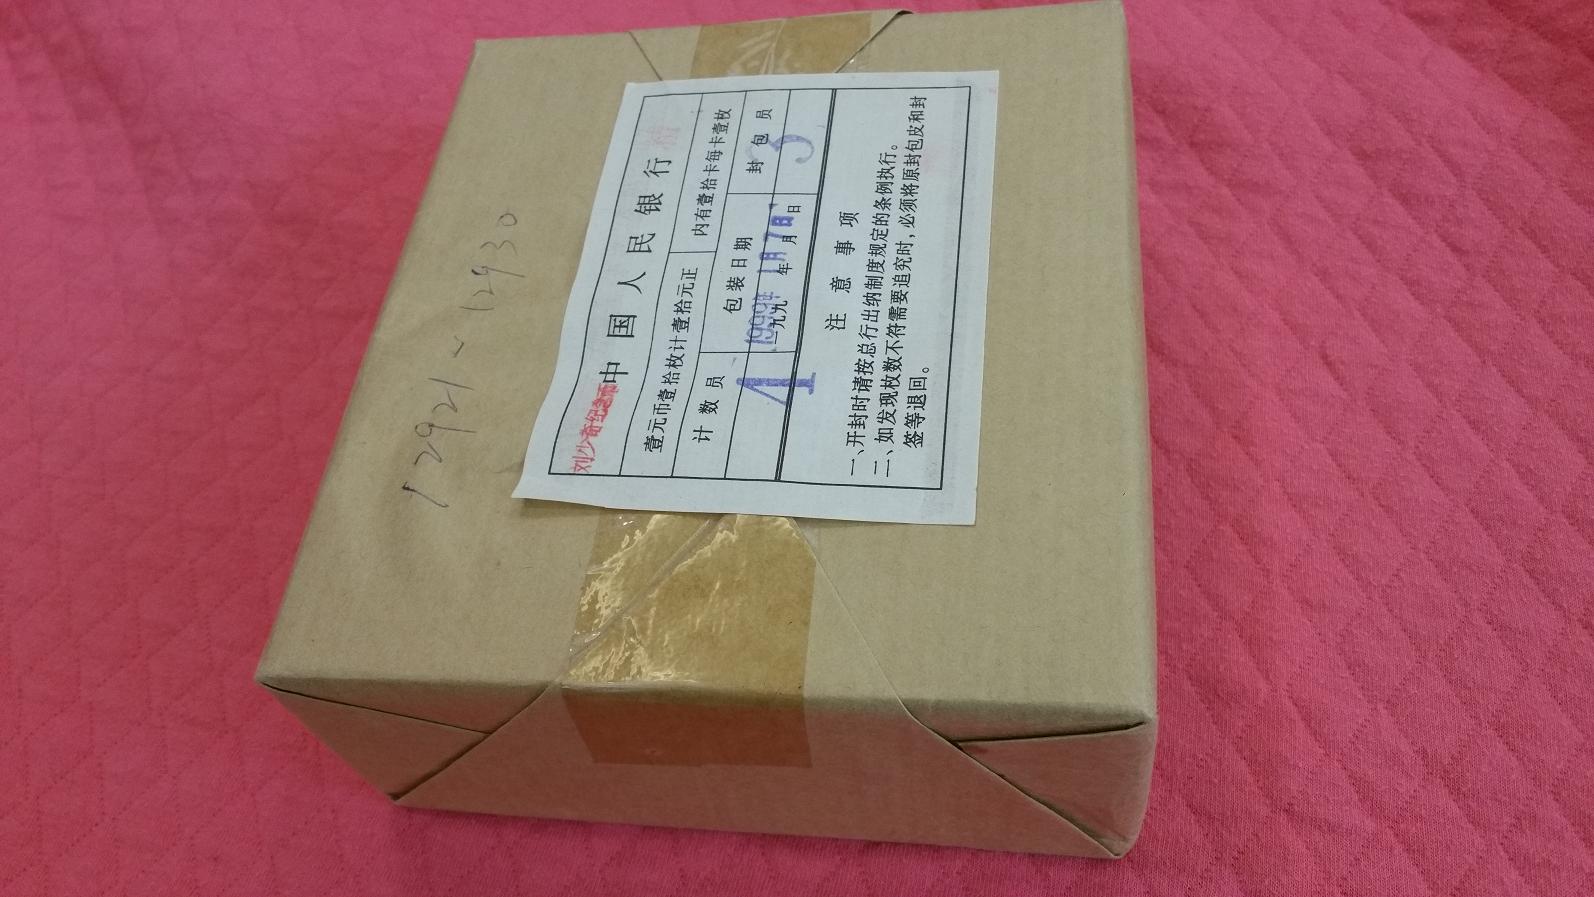 12921~12930
刘少奇纪念币
中国人民银行
壹元币壹拾枚计壹拾元正 内有壹拾卡每卡壹枚
计数员 包装日期 封包员
4 一九九 年 月 日 3
注意事项
一、开封时请按总行出纳制度规定的条例执行。
二、如发现枚数不符需要追究时,必须将原封包皮和封
签等退回。